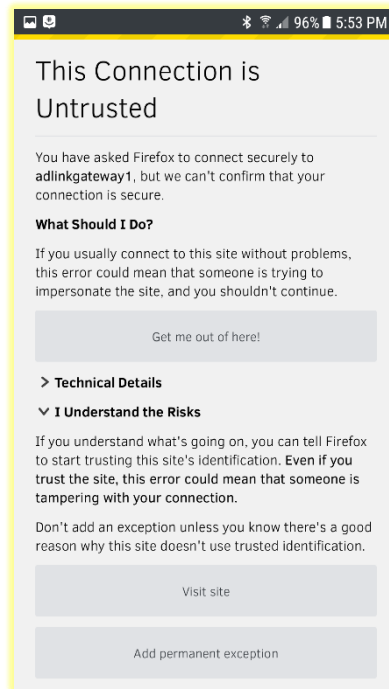 96% 5:53 PM
This Connection is
Untrusted
You have asked Firefox to connect securely to
adlinkgateway1, but we can't confirm that your
connection is secure.
What Should I Do?
If you usually connect to this site without problems,
this error could mean that someone is trying to
impersonate the site, and you shouldn't continue.
Get me out of here!
Technical Details
I Understand the Risks
If you understand what's going on, you can tell Firefox
to start trusting this site's identification. Even if you
trust the site, this error could mean that someone is
tampering with your connection.
Don't add an exception unless you know there's a good
reason why this site doesn't use trusted identification.
Visit site
Add permanent exception